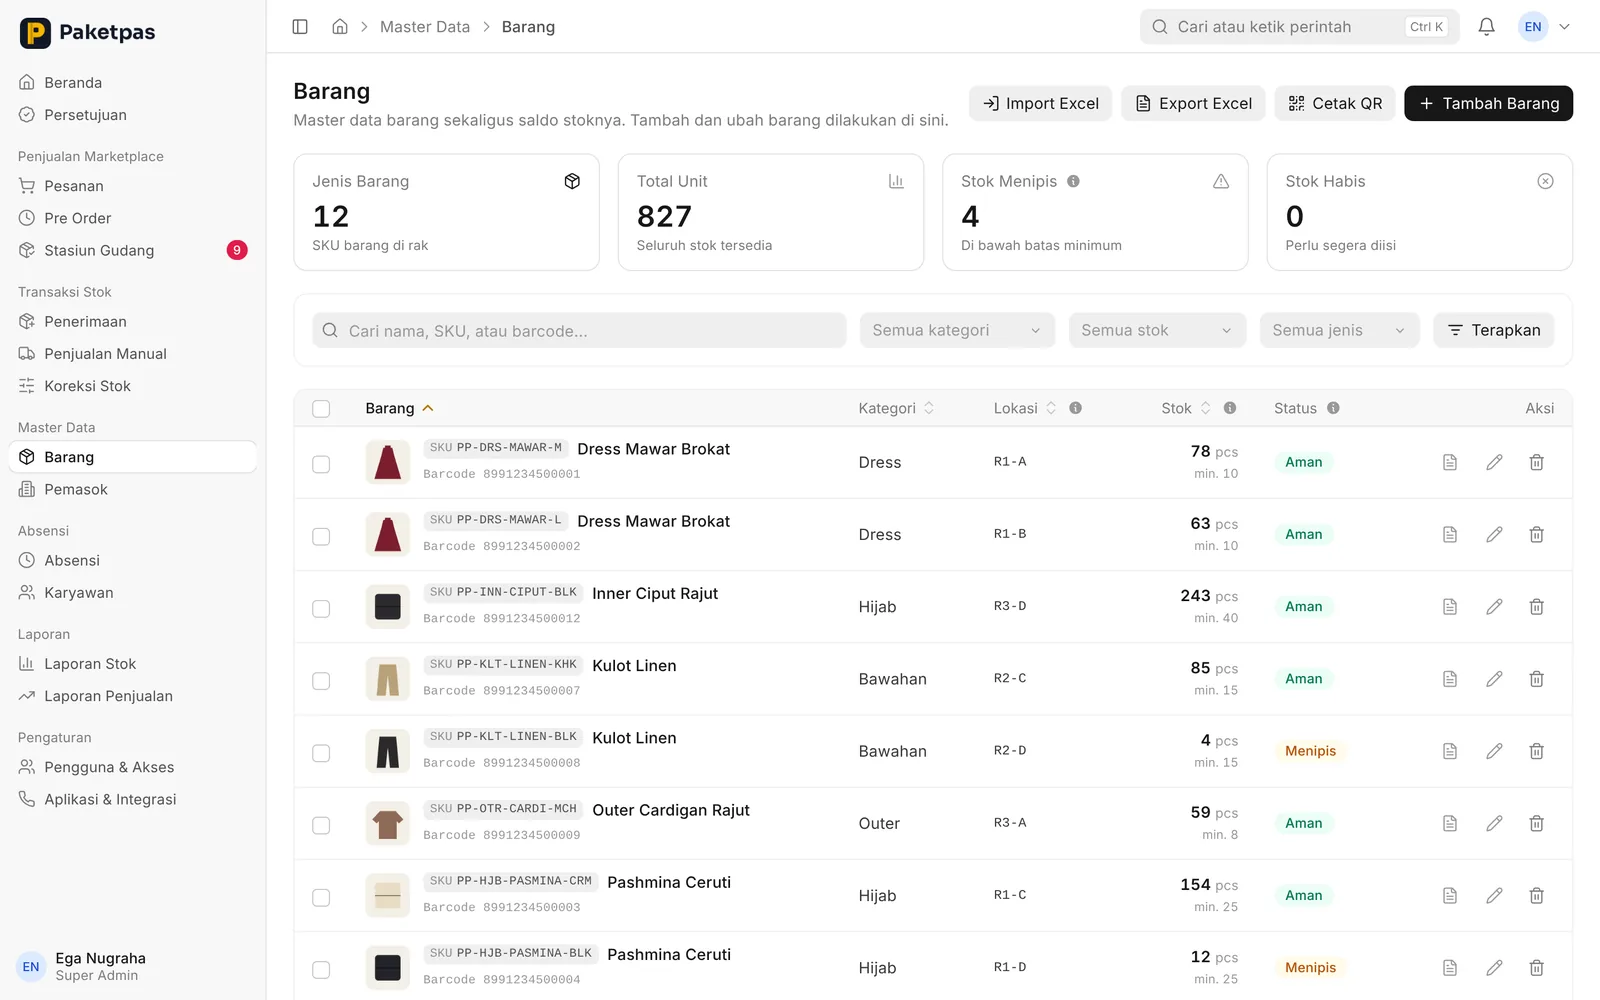 Paketpas
Beranda
Persetujuan
Penjualan Marketplace
Pesanan
Pre Order
Stasiun Gudang 9
Transaksi Stok
Penerimaan
Penjualan Manual
Koreksi Stok
Master Data
Barang
Pemasok
Absensi
Absensi
Karyawan
Laporan
Laporan Stok
Laporan Penjualan
Pengaturan
Pengguna & Akses
Aplikasi & Integrasi
EN Ega Nugraha
Super Admin
Master Data Barang
Cari atau ketik perintah Ctrl K
EN
Barang
Master data barang sekaligus saldo stoknya. Tambah dan ubah barang dilakukan di sini.
Import Excel Export Excel Cetak QR Tambah Barang
Jenis Barang
12
SKU barang di rak
Total Unit
827
Seluruh stok tersedia
Stok Menipis
4
Di bawah batas minimum
Stok Habis
0
Perlu segera diisi
Cari nama, SKU, atau barcode... Semua kategori Semua stok Semua jenis Terapkan
Barang Kategori Lokasi Stok Status Aksi
SKU PP-DRS-MAWAR-M Dress Mawar Brokat
Barcode 8991234500001
Dress R1-A 78 pcs
min. 10
Aman
SKU PP-DRS-MAWAR-L Dress Mawar Brokat
Barcode 8991234500002
Dress R1-B 63 pcs
min. 10
Aman
SKU PP-INN-CIPUT-BLK Inner Ciput Rajut
Barcode 8991234500012
Hijab R3-D 243 pcs
min. 40
Aman
SKU PP-KLT-LINEN-KHK Kulot Linen
Barcode 8991234500007
Bawahan R2-C 85 pcs
min. 15
Aman
SKU PP-KLT-LINEN-BLK Kulot Linen
Barcode 8991234500008
Bawahan R2-D 4 pcs
min. 15
Menipis
SKU PP-OTR-CARDI-MCH Outer Cardigan Rajut
Barcode 8991234500009
Outer R3-A 59 pcs
min. 8
Aman
SKU PP-HJB-PASMINA-CRM Pashmina Ceruti
Barcode 8991234500003
Hijab R1-C 154 pcs
min. 25
Aman
SKU PP-HJB-PASMINA-BLK Pashmina Ceruti
Barcode 8991234500004
Hijab R1-D 12 pcs
min. 25
Menipis